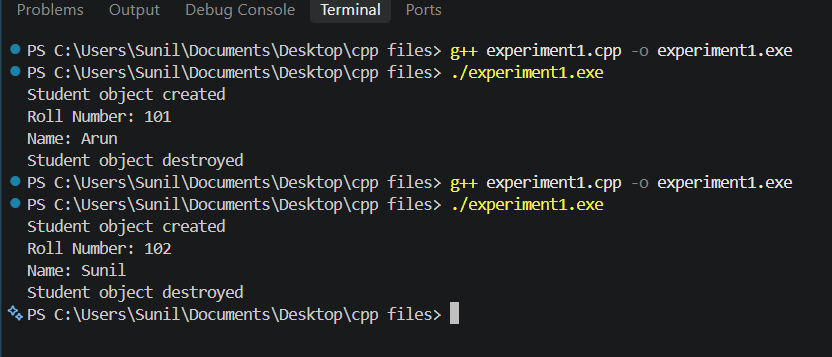 Problems Output Debug Console Terminal Ports
PS C:\Users\Sunil\Documents\Desktop\cpp files> g++ experiment1.cpp -o experiment1.exe
PS C:\Users\Sunil\Documents\Desktop\cpp files> ./experiment1.exe
Student object created
Roll Number: 101
Name: Arun
Student object destroyed
PS C:\Users\Sunil\Documents\Desktop\cpp files> g++ experiment1.cpp -o experiment1.exe
PS C:\Users\Sunil\Documents\Desktop\cpp files> ./experiment1.exe
Student object created
Roll Number: 102
Name: Sunil
Student object destroyed
PS C:\Users\Sunil\Documents\Desktop\cpp files>